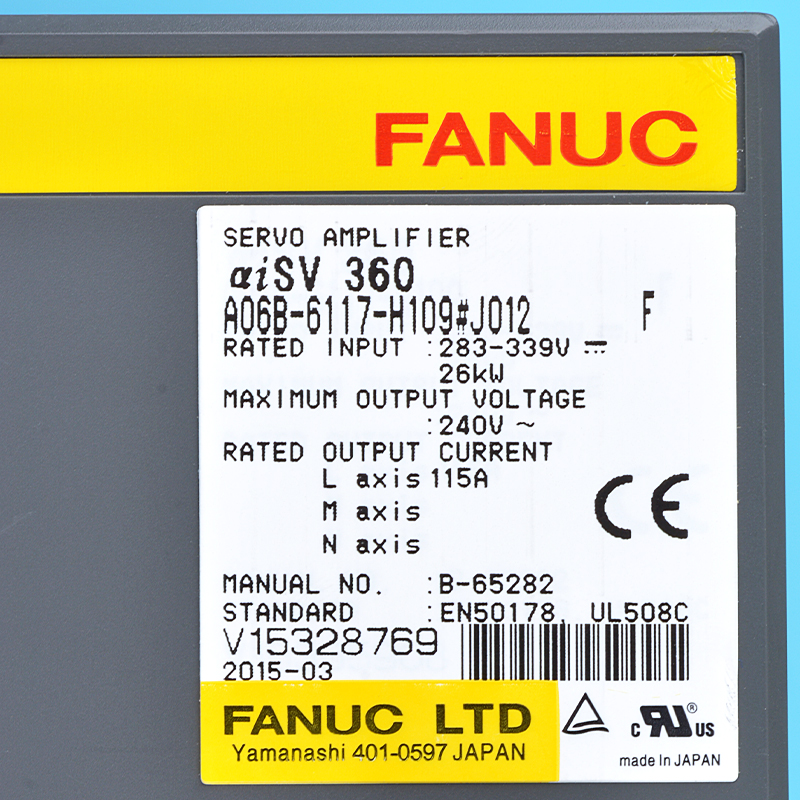 FANUC
SERVO AMPLIFIER
αiSV 360
A06B-6117-H109#J012 F
RATED INPUT :283-339V ⎓
26kW
MAXIMUM OUTPUT VOLTAGE
:240V ~
RATED OUTPUT CURRENT
L axis 115A
M axis
N axis
CE
MANUAL NO. :B-65282
STANDARD :EN50178, UL508C
V15328769
2015-03
FANUC LTD
Yamanashi 401-0597 JAPAN
c RU ® US
made in JAPAN